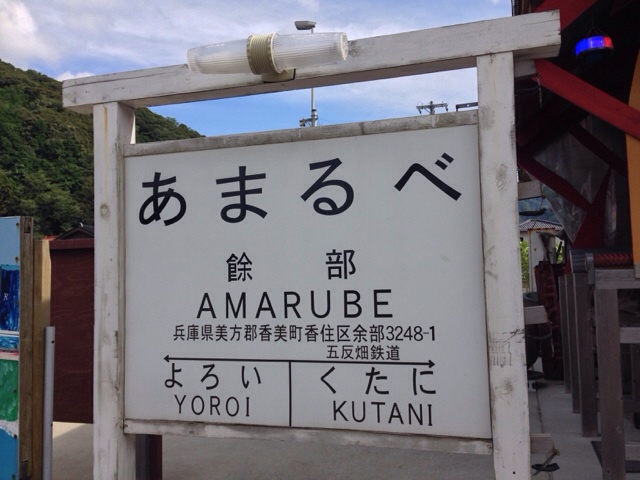 あまるべ
餘部
AMARUBE
兵庫県美方郡香美町香住区余部3248-1
五反畑鉄道
よろい くたに
YOROI KUTANI